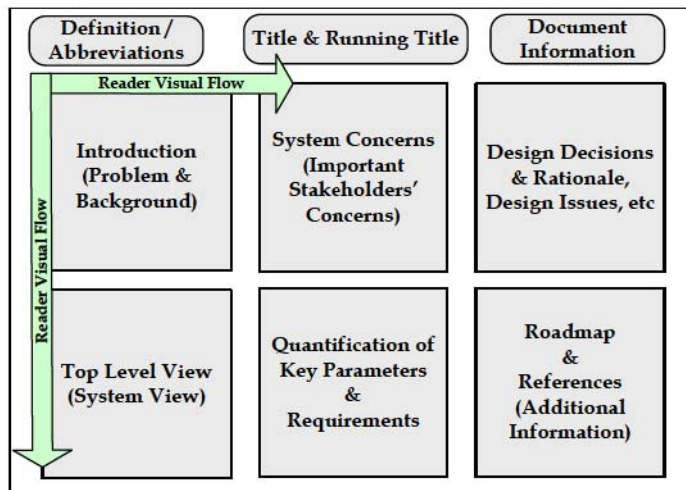 Definition /
Abbreviations
Title & Running Title
Document
Information
Reader Visual Flow
Reader Visual Flow
Introduction
(Problem &
Background)
System Concerns
(Important
Stakeholders’
Concerns)
Design Decisions
& Rationale,
Design Issues, etc
Top Level View
(System View)
Quantification of
Key Parameters
&
Requirements
Roadmap
&
References
(Additional
Information)